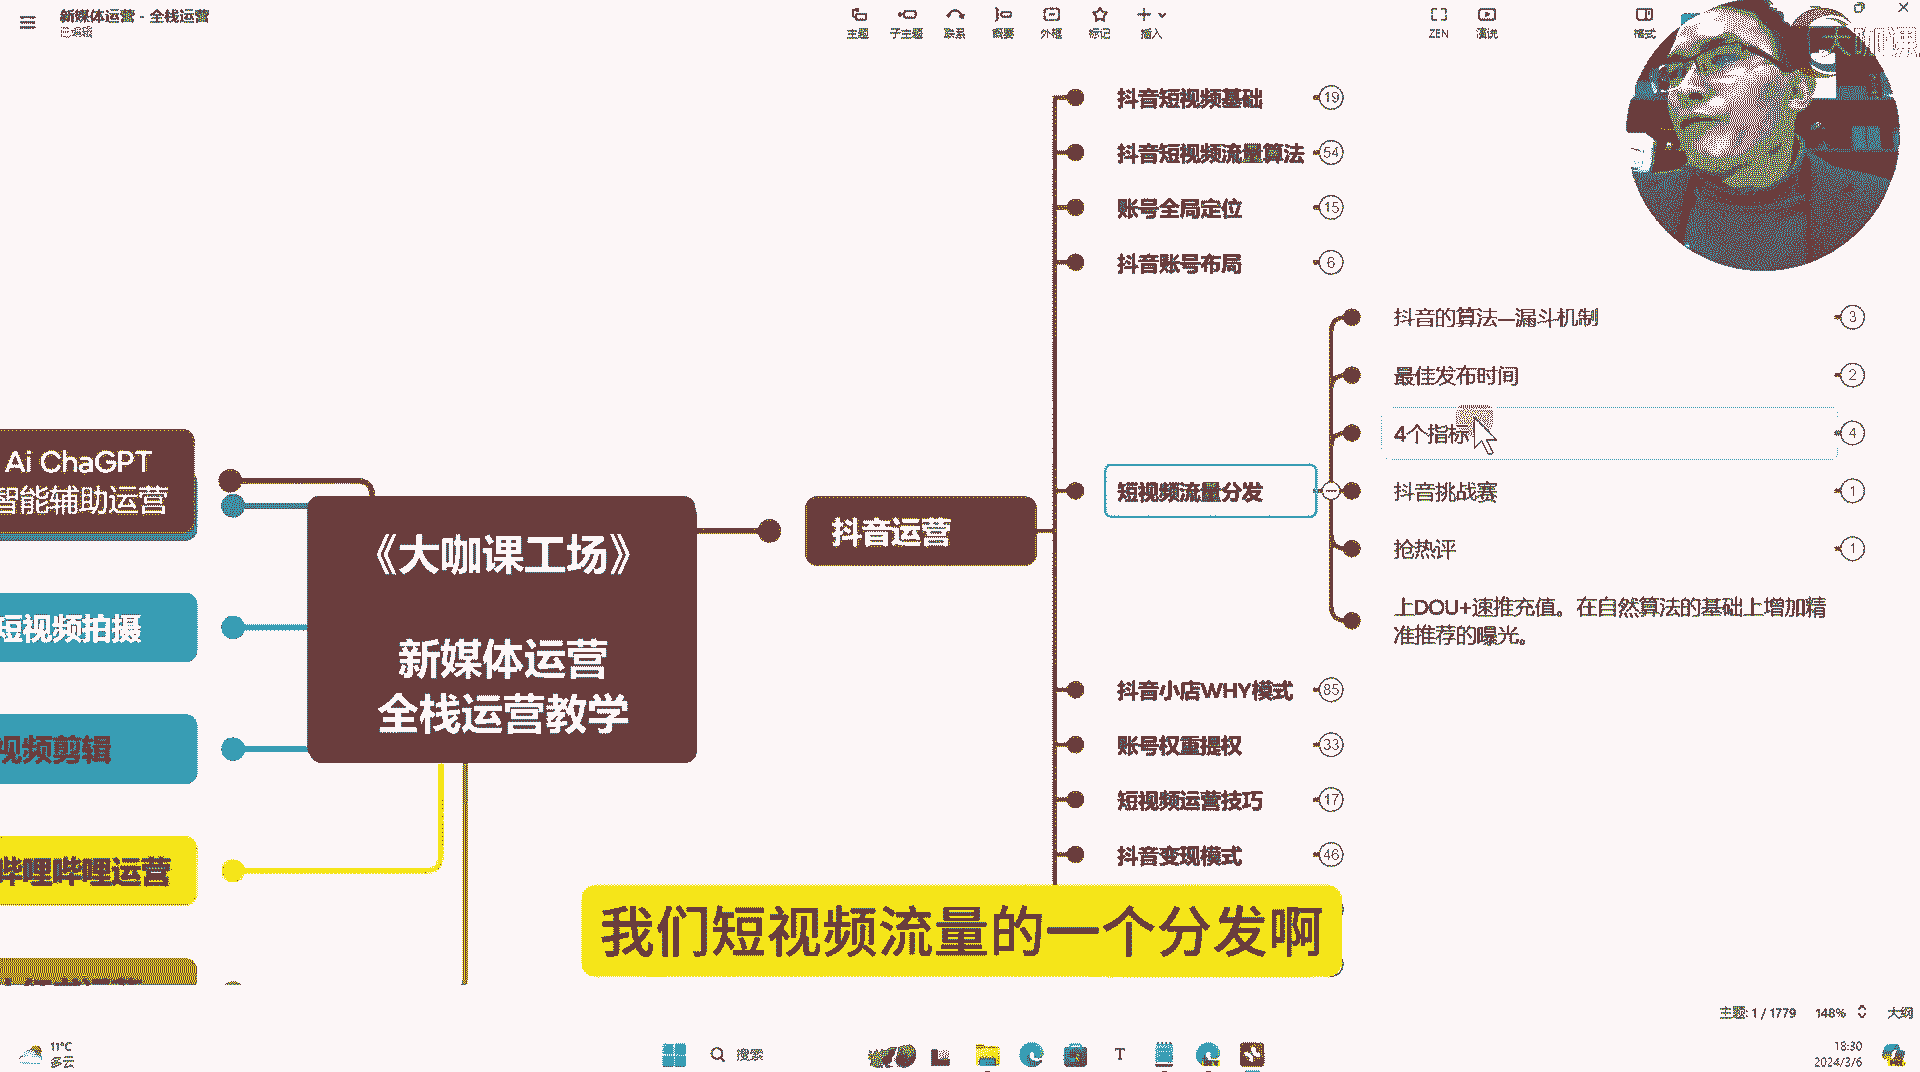 新媒体运营 - 全栈运营
已编辑
主题
子主题
联系
概要
外框
标记
插入
ZEN
演说
格式
大咖课
抖音短视频基础 19
抖音短视频流量算法 54
账号全局定位 15
抖音账号布局 6
抖音的算法—漏斗机制 3
最佳发布时间 2
4个指标 4
短视频流量分发
抖音挑战赛 1
抢热评 1
上DOU+速推充值。在自然算法的基础上增加精
准推荐的曝光。
抖音小店WHY模式 85
账号权重提权 33
短视频运营技巧 17
抖音变现模式 46
抖音运营
《大咖课工场》
新媒体运营
全栈运营教学
Ai ChaGPT
智能辅助运营
短视频拍摄
视频剪辑
哔哩哔哩运营
我们短视频流量的一个分发啊
主题: 1 / 1779
148%
大纲
11°C
多云
搜索
18:30
2024/3/6